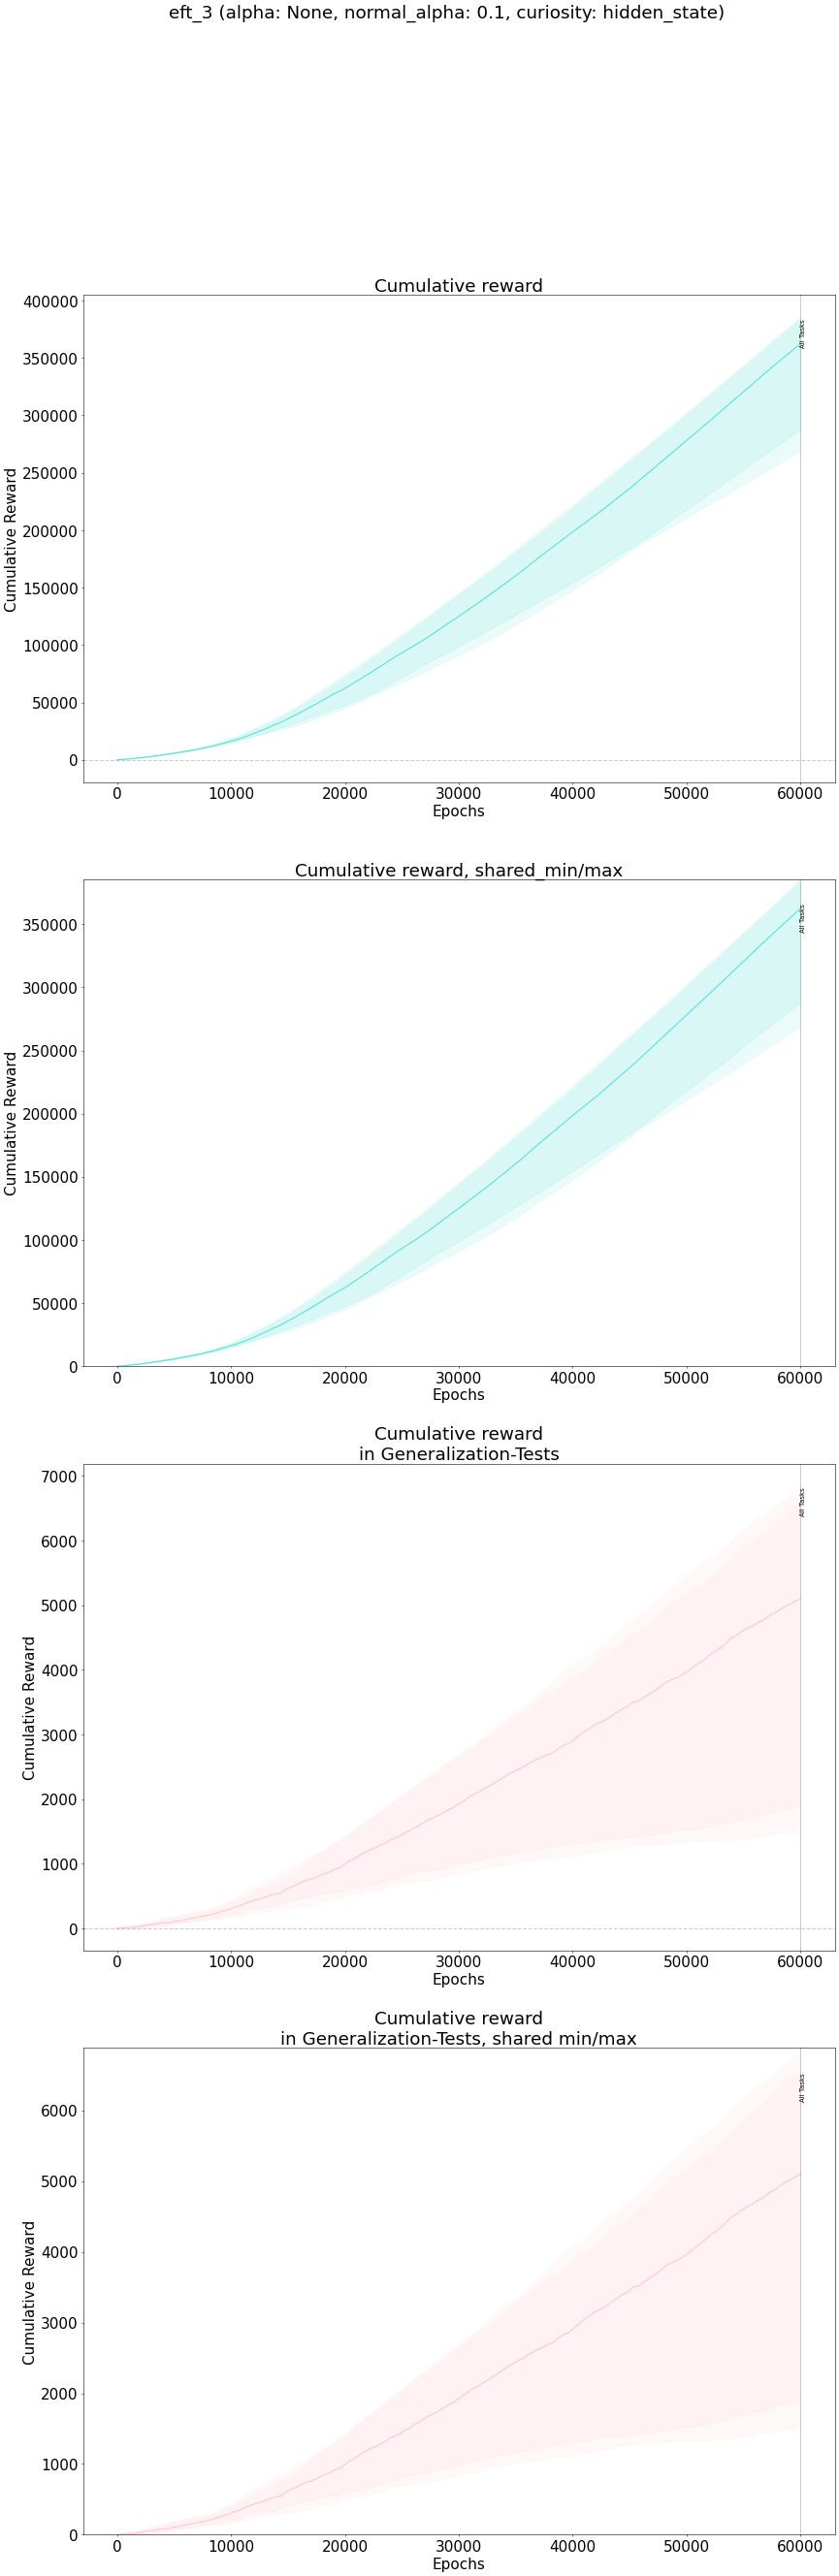 eft_3 (alpha: None, normal_alpha: 0.1, curiosity: hidden_state)
Cumulative reward
400000
350000
300000
250000
200000
150000
100000
50000
0
Cumulative Reward
All Tasks
0 10000 20000 30000 40000 50000 60000
Epochs
Cumulative reward, shared_min/max
350000
300000
250000
200000
150000
100000
50000
0
Cumulative Reward
All Tasks
0 10000 20000 30000 40000 50000 60000
Epochs
Cumulative reward
in Generalization-Tests
7000
6000
5000
4000
3000
2000
1000
0
Cumulative Reward
All Tasks
0 10000 20000 30000 40000 50000 60000
Epochs
Cumulative reward
in Generalization-Tests, shared min/max
6000
5000
4000
3000
2000
1000
0
Cumulative Reward
All Tasks
0 10000 20000 30000 40000 50000 60000
Epochs